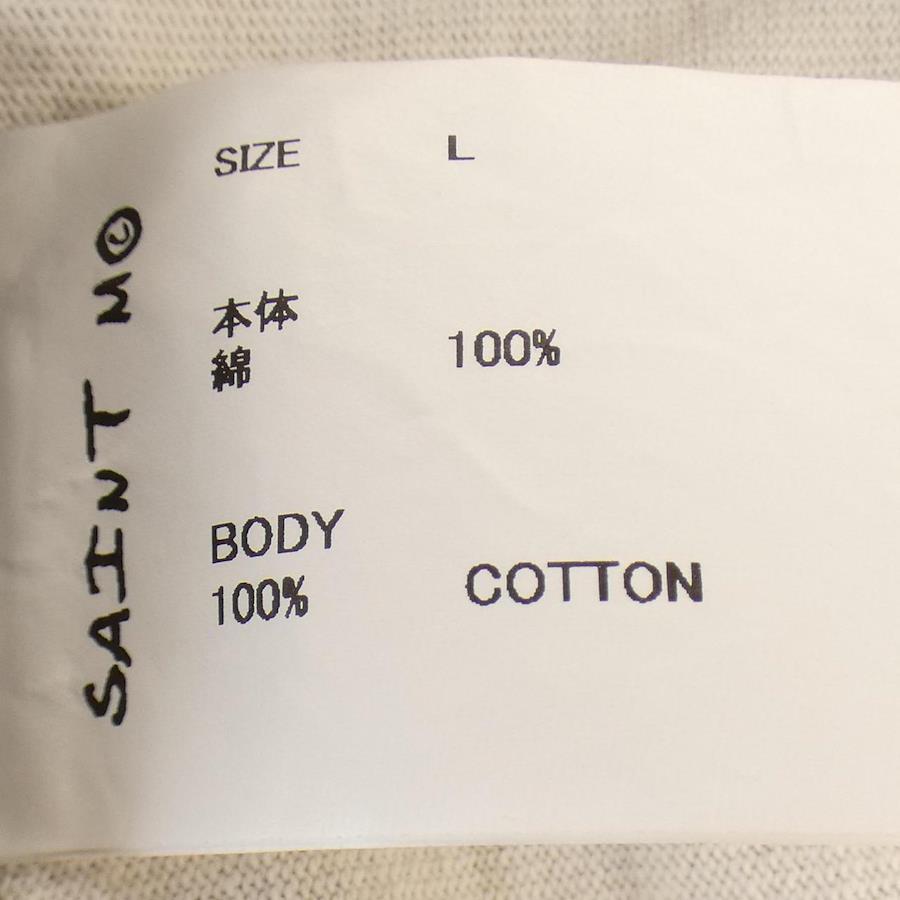 SIZE L
本体
綿 100%
BODY
100% COTTON
SAINT M